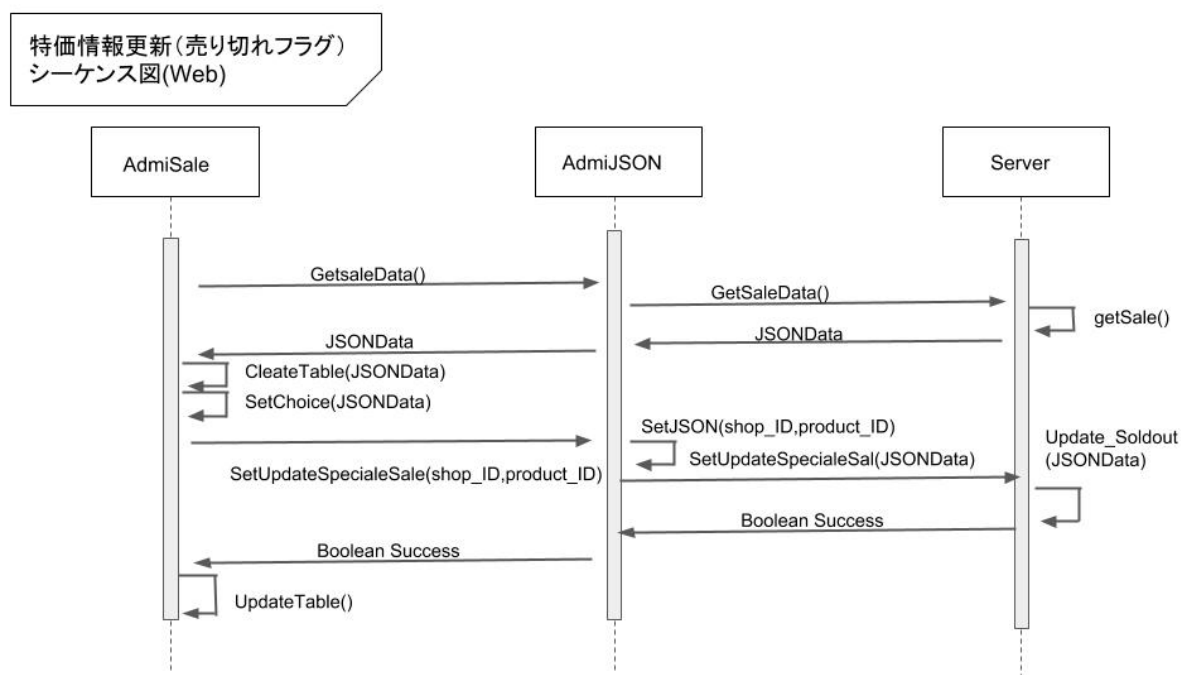 特価情報更新（売り切れフラグ）
シーケンス図(Web)
AdmiSale
AdmiJSON
Server
GetsaleData()
GetSaleData()
getSale()
JSONData
JSONData
CleateTable(JSONData)
SetChoice(JSONData)
SetJSON(shop_ID,product_ID)
Update_Soldout
(JSONData)
SetUpdateSpecialeSal(JSONData)
SetUpdateSpecialeSale(shop_ID,product_ID)
Boolean Success
Boolean Success
UpdateTable()